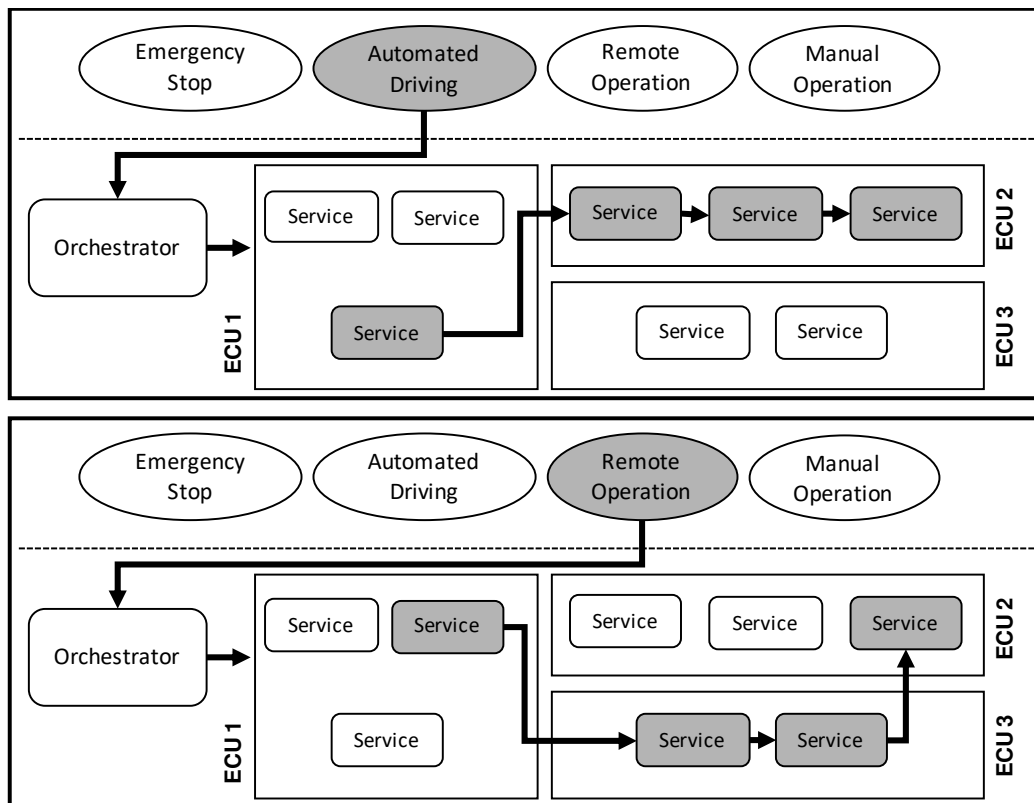 Emergency
Stop
Automated
Driving
Remote
Operation
Manual
Operation
Orchestrator
ECU 1
Service
Service
Service
Service
Service
Service
ECU 2
Service
Service
ECU 3
Emergency
Stop
Automated
Driving
Remote
Operation
Manual
Operation
Orchestrator
ECU 1
Service
Service
Service
Service
Service
Service
ECU 2
Service
Service
ECU 3